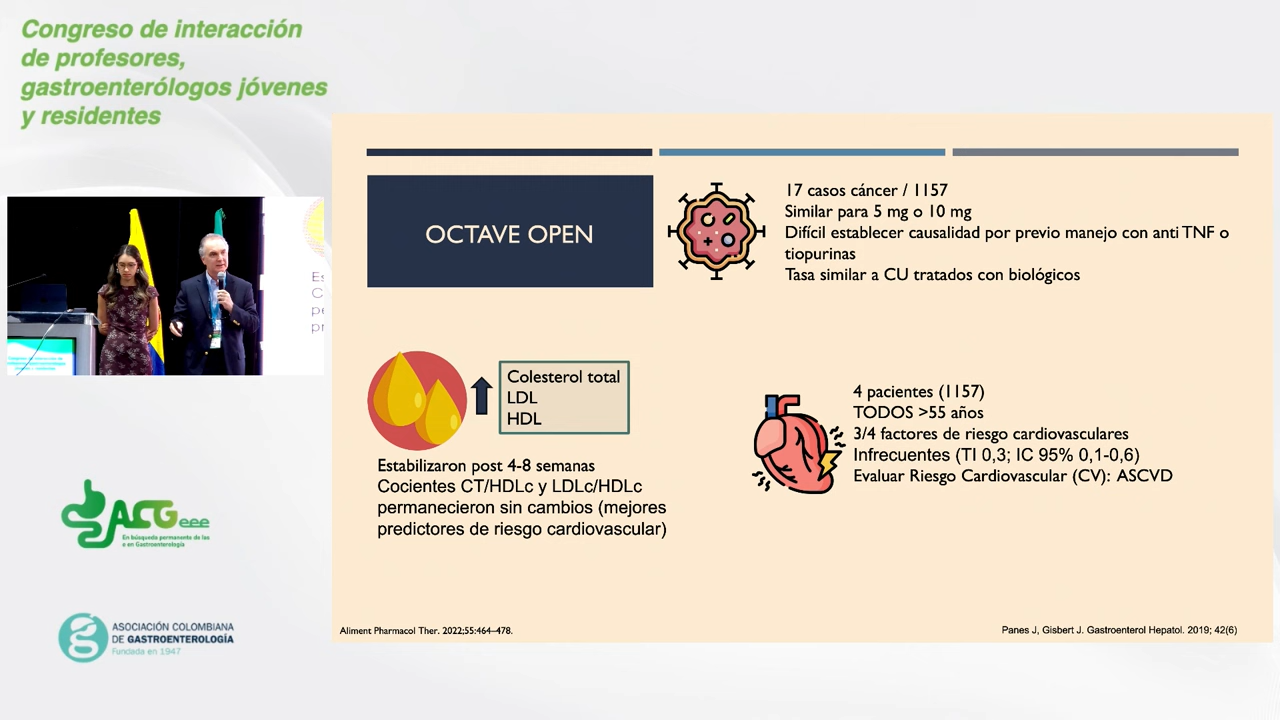 Congreso de interacción
de profesores,
gastroenterólogos jóvenes
y residentes
OCTAVE OPEN
17 casos cáncer / 1157
Similar para 5 mg o 10 mg
Difícil establecer causalidad por previo manejo con anti TNF o
tiopurinas
Tasa similar a CU tratados con biológicos
Colesterol total
LDL
HDL
Estabilizaron post 4-8 semanas
Cocientes CT/HDLc y LDLc/HDLc
permanecieron sin cambios (mejores
predictores de riesgo cardiovascular)
4 pacientes (1157)
TODOS >55 años
3/4 factores de riesgo cardiovasculares
Infrecuentes (TI 0,3; IC 95% 0,1-0,6)
Evaluar Riesgo Cardiovascular (CV): ASCVD
Aliment Pharmacol Ther. 2022;55:464–478.
Panes J, Gisbert J. Gastroenterol Hepatol. 2019; 42(6)
Es
C
pe
pr
ACGeee
En búsqueda permanente de las
e en Gastroenterología
ASOCIACIÓN COLOMBIANA
DE GASTROENTEROLOGÍA
Fundada en 1947